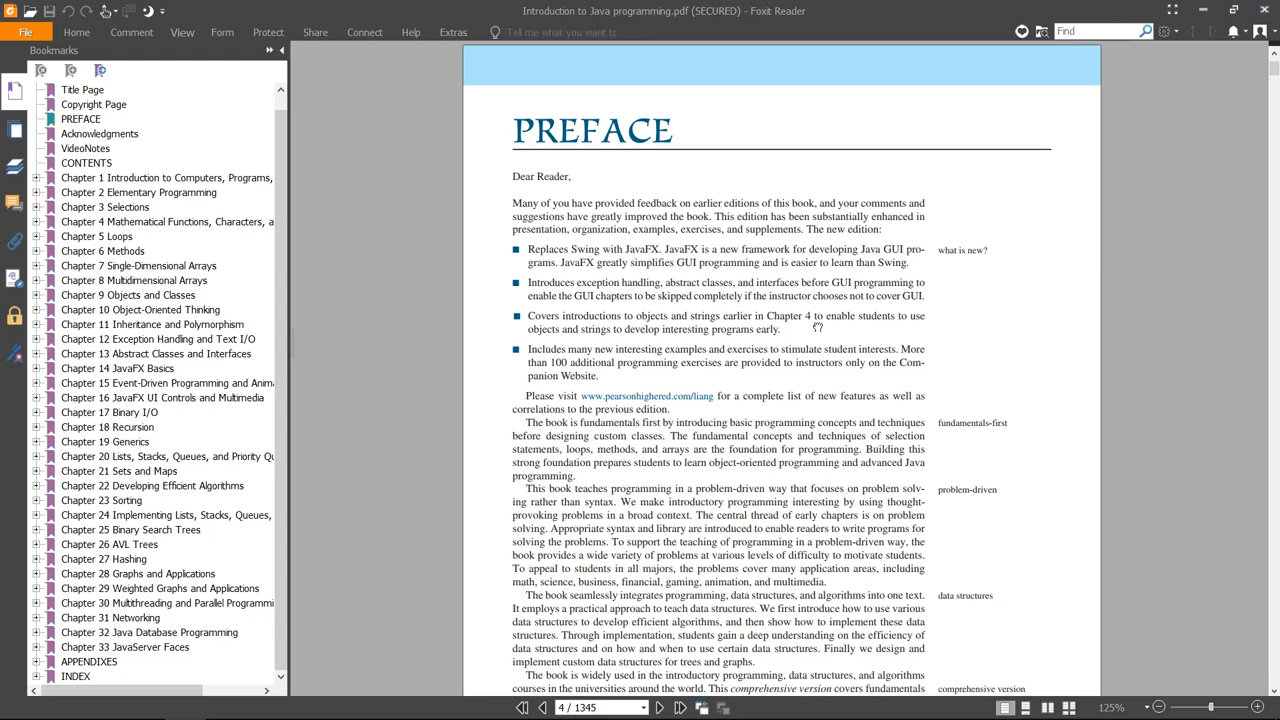 Introduction to Java programming.pdf (SECURED) - Foxit Reader
File Home Comment View Form Protect Share Connect Help Extras Tell me what you want to Find
Bookmarks
Title Page
Copyright Page
PREFACE
Acknowledgments
VideoNotes
CONTENTS
Chapter 1 Introduction to Computers, Programs,
Chapter 2 Elementary Programming
Chapter 3 Selections
Chapter 4 Mathematical Functions, Characters, a
Chapter 5 Loops
Chapter 6 Methods
Chapter 7 Single-Dimensional Arrays
Chapter 8 Multidimensional Arrays
Chapter 9 Objects and Classes
Chapter 10 Object-Oriented Thinking
Chapter 11 Inheritance and Polymorphism
Chapter 12 Exception Handling and Text I/O
Chapter 13 Abstract Classes and Interfaces
Chapter 14 JavaFX Basics
Chapter 15 Event-Driven Programming and Anima
Chapter 16 JavaFX UI Controls and Multimedia
Chapter 17 Binary I/O
Chapter 18 Recursion
Chapter 19 Generics
Chapter 20 Lists, Stacks, Queues, and Priority Qu
Chapter 21 Sets and Maps
Chapter 22 Developing Efficient Algorithms
Chapter 23 Sorting
Chapter 24 Implementing Lists, Stacks, Queues,
Chapter 25 Binary Search Trees
Chapter 26 AVL Trees
Chapter 27 Hashing
Chapter 28 Graphs and Applications
Chapter 29 Weighted Graphs and Applications
Chapter 30 Multithreading and Parallel Programmi
Chapter 31 Networking
Chapter 32 Java Database Programming
Chapter 33 JavaServer Faces
APPENDIXES
INDEX
PREFACE
Dear Reader,
Many of you have provided feedback on earlier editions of this book, and your comments and
suggestions have greatly improved the book. This edition has been substantially enhanced in
presentation, organization, examples, exercises, and supplements. The new edition:
■ Replaces Swing with JavaFX. JavaFX is a new framework for developing Java GUI pro-
grams. JavaFX greatly simplifies GUI programming and is easier to learn than Swing.
what is new?
■ Introduces exception handling, abstract classes, and interfaces before GUI programming to
enable the GUI chapters to be skipped completely if the instructor chooses not to cover GUI.
■ Covers introductions to objects and strings earlier in Chapter 4 to enable students to use
objects and strings to develop interesting programs early.
■ Includes many new interesting examples and exercises to stimulate student interests. More
than 100 additional programming exercises are provided to instructors only on the Com-
panion Website.
Please visit www.pearsonhighered.com/liang for a complete list of new features as well as
correlations to the previous edition.
The book is fundamentals first by introducing basic programming concepts and techniques
before designing custom classes. The fundamental concepts and techniques of selection
statements, loops, methods, and arrays are the foundation for programming. Building this
strong foundation prepares students to learn object-oriented programming and advanced Java
programming.
fundamentals-first
This book teaches programming in a problem-driven way that focuses on problem solv-
ing rather than syntax. We make introductory programming interesting by using thought-
provoking problems in a broad context. The central thread of early chapters is on problem
solving. Appropriate syntax and library are introduced to enable readers to write programs for
solving the problems. To support the teaching of programming in a problem-driven way, the
book provides a wide variety of problems at various levels of difficulty to motivate students.
To appeal to students in all majors, the problems cover many application areas, including
math, science, business, financial, gaming, animation, and multimedia.
problem-driven
The book seamlessly integrates programming, data structures, and algorithms into one text.
It employs a practical approach to teach data structures. We first introduce how to use various
data structures to develop efficient algorithms, and then show how to implement these data
structures. Through implementation, students gain a deep understanding on the efficiency of
data structures and on how and when to use certain data structures. Finally we design and
implement custom data structures for trees and graphs.
data structures
The book is widely used in the introductory programming, data structures, and algorithms
courses in the universities around the world. This comprehensive version covers fundamentals
comprehensive version
4 / 1345
125%